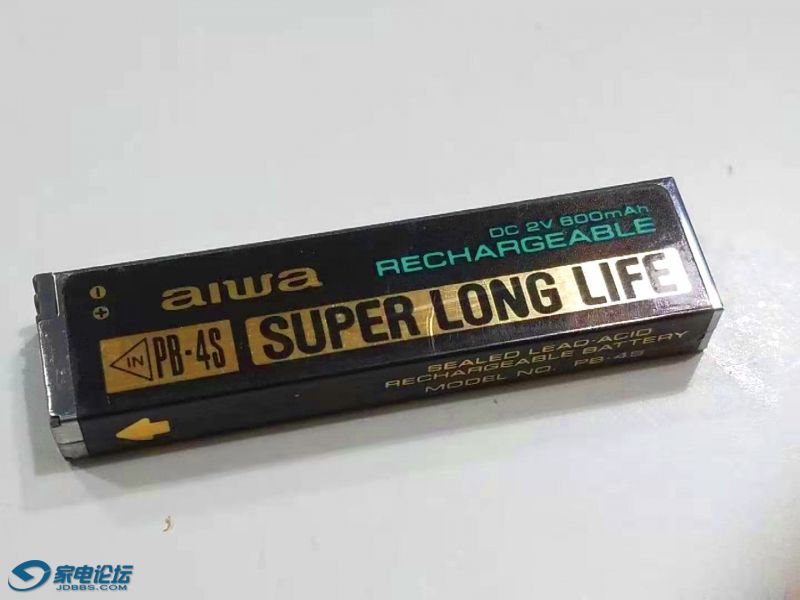 DC 2V 800mAh
RECHARGEABLE
aiwa
IN PB-4S SUPER LONG LIFE
SEALED LEAD-ACID
RECHARGEABLE BATTERY
MODEL NO. PB-4S
家电论坛
JDBBS.COM